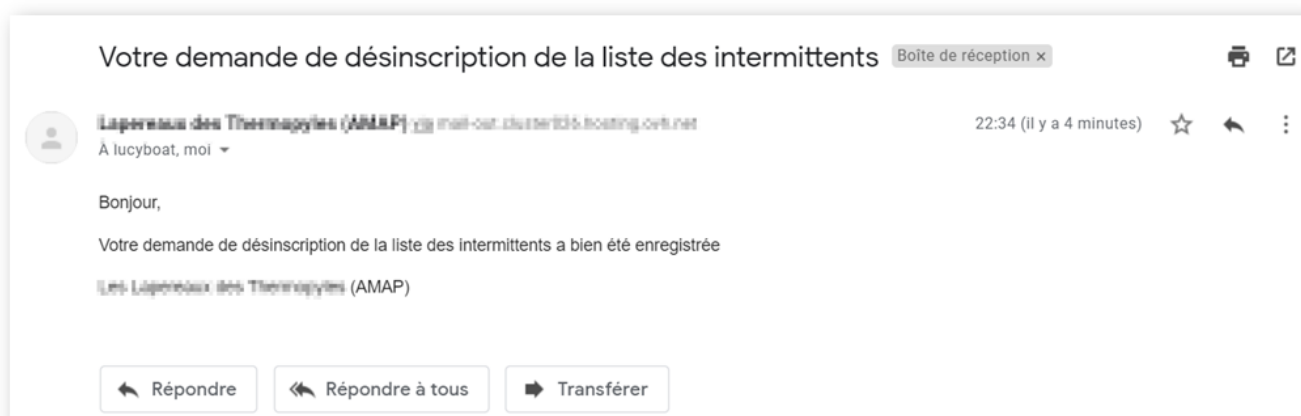 Votre demande de désinscription de la liste des intermittents Boîte de réception ×
22:34 (il y a 4 minutes)
À lucyboat, moi
Bonjour,
Votre demande de désinscription de la liste des intermittents a bien été enregistrée
(AMAP)
Répondre Répondre à tous Transférer